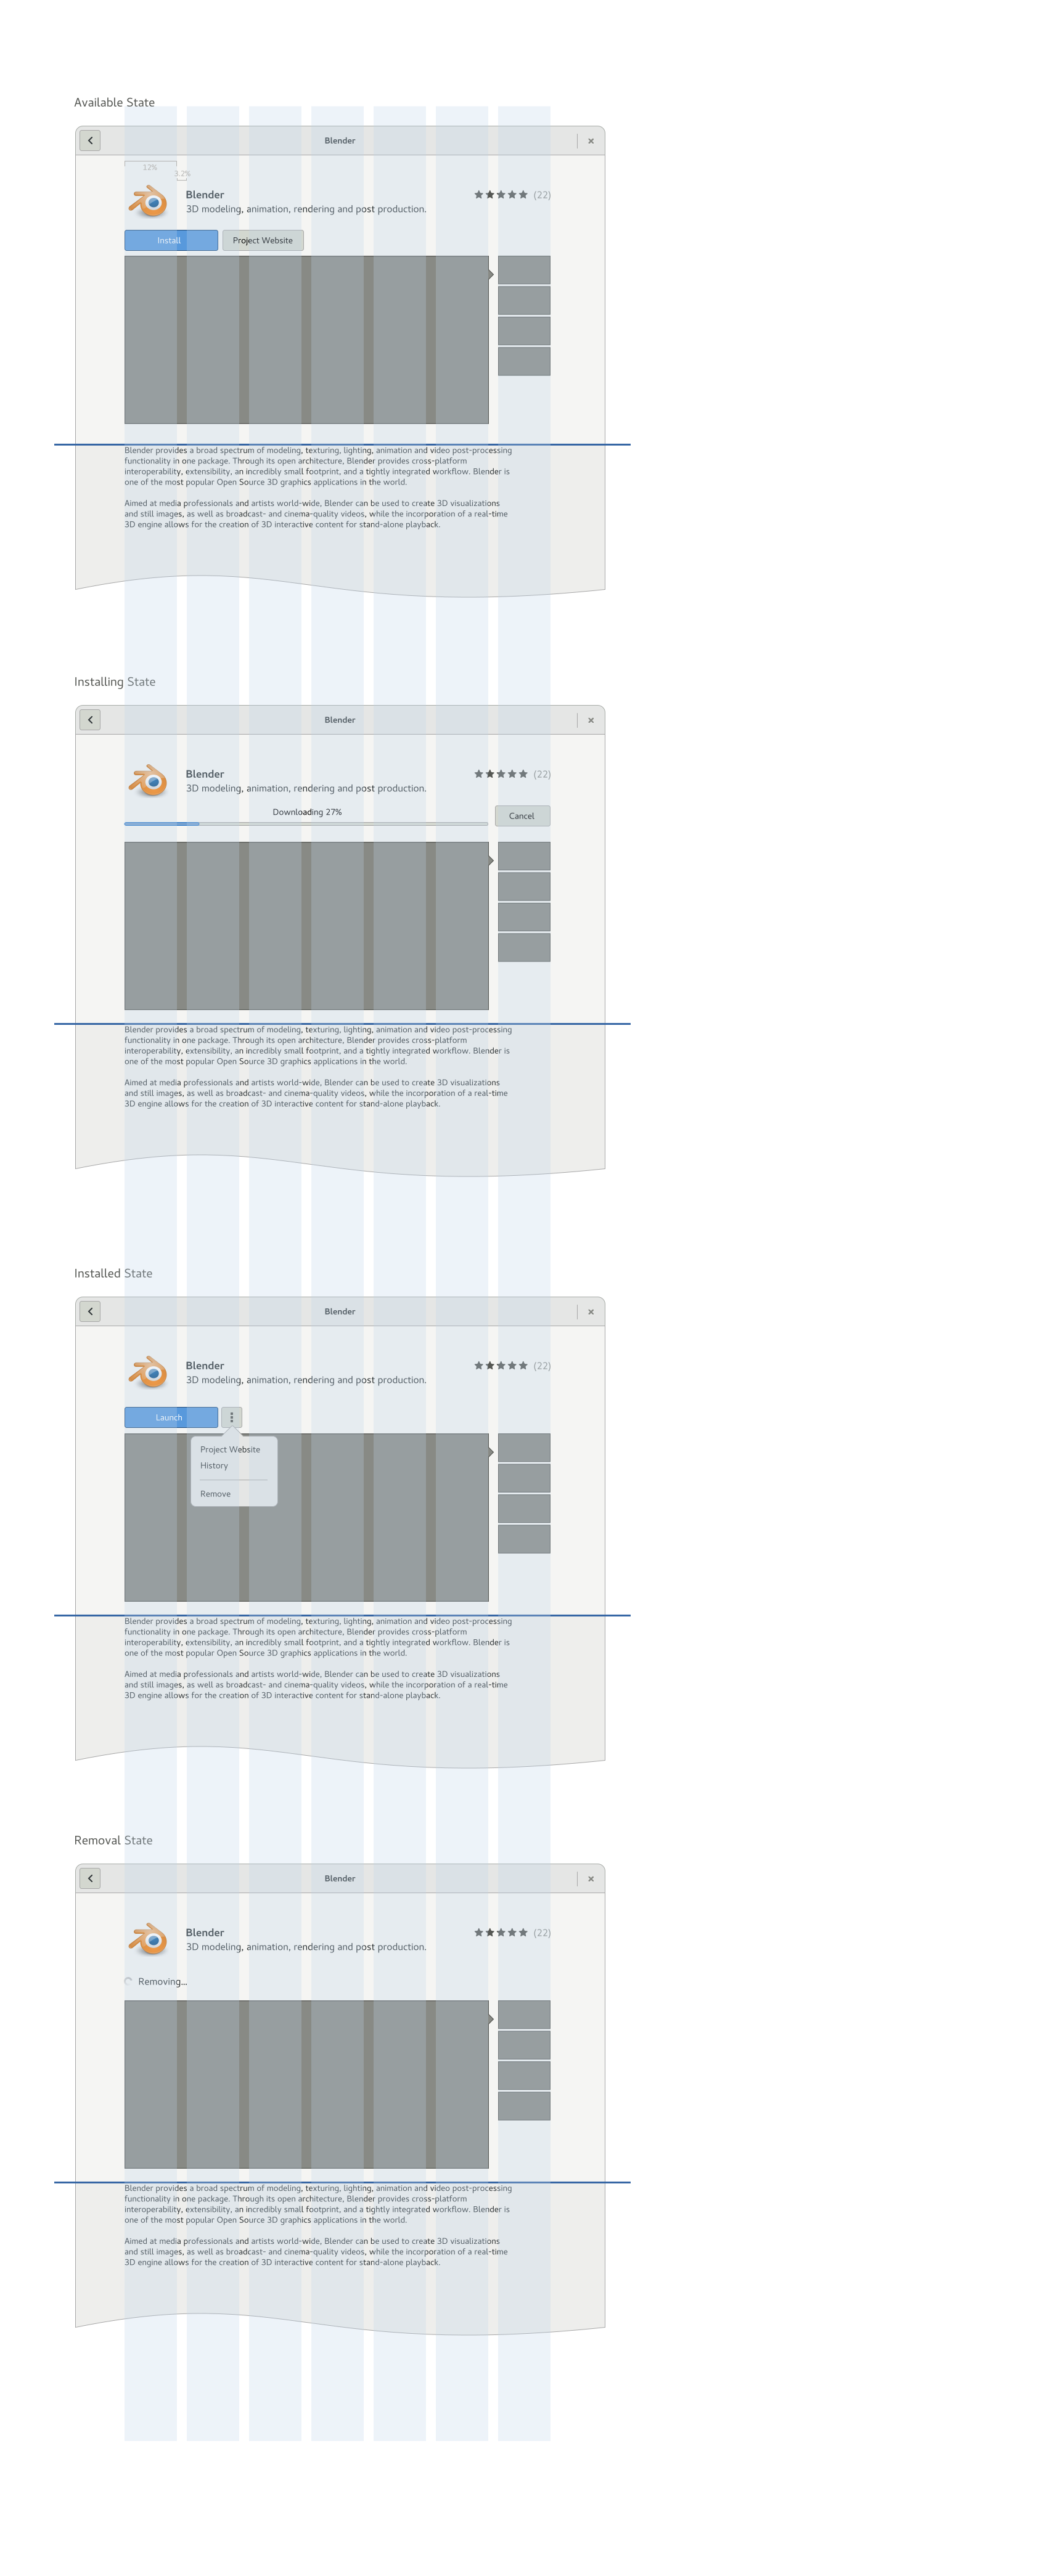 Available State
Blender
12%
3.2%
Blender
(22)
3D modeling, animation, rendering and post production.
Install
Project Website
Blender provides a broad spectrum of modeling, texturing, lighting, animation and video post-processing
functionality in one package. Through its open architecture, Blender provides cross-platform
interoperability, extensibility, an incredibly small footprint, and a tightly integrated workflow. Blender is
one of the most popular Open Source 3D graphics applications in the world.
Aimed at media professionals and artists world-wide, Blender can be used to create 3D visualizations
and still images, as well as broadcast- and cinema-quality videos, while the incorporation of a real-time
3D engine allows for the creation of 3D interactive content for stand-alone playback.
Installing State
Blender
Blender
(22)
3D modeling, animation, rendering and post production.
Downloading 27%
Cancel
Blender provides a broad spectrum of modeling, texturing, lighting, animation and video post-processing
functionality in one package. Through its open architecture, Blender provides cross-platform
interoperability, extensibility, an incredibly small footprint, and a tightly integrated workflow. Blender is
one of the most popular Open Source 3D graphics applications in the world.
Aimed at media professionals and artists world-wide, Blender can be used to create 3D visualizations
and still images, as well as broadcast- and cinema-quality videos, while the incorporation of a real-time
3D engine allows for the creation of 3D interactive content for stand-alone playback.
Installed State
Blender
Blender
(22)
3D modeling, animation, rendering and post production.
Launch
Project Website
History
Remove
Blender provides a broad spectrum of modeling, texturing, lighting, animation and video post-processing
functionality in one package. Through its open architecture, Blender provides cross-platform
interoperability, extensibility, an incredibly small footprint, and a tightly integrated workflow. Blender is
one of the most popular Open Source 3D graphics applications in the world.
Aimed at media professionals and artists world-wide, Blender can be used to create 3D visualizations
and still images, as well as broadcast- and cinema-quality videos, while the incorporation of a real-time
3D engine allows for the creation of 3D interactive content for stand-alone playback.
Removal State
Blender
Blender
(22)
3D modeling, animation, rendering and post production.
Removing...
Blender provides a broad spectrum of modeling, texturing, lighting, animation and video post-processing
functionality in one package. Through its open architecture, Blender provides cross-platform
interoperability, extensibility, an incredibly small footprint, and a tightly integrated workflow. Blender is
one of the most popular Open Source 3D graphics applications in the world.
Aimed at media professionals and artists world-wide, Blender can be used to create 3D visualizations
and still images, as well as broadcast- and cinema-quality videos, while the incorporation of a real-time
3D engine allows for the creation of 3D interactive content for stand-alone playback.